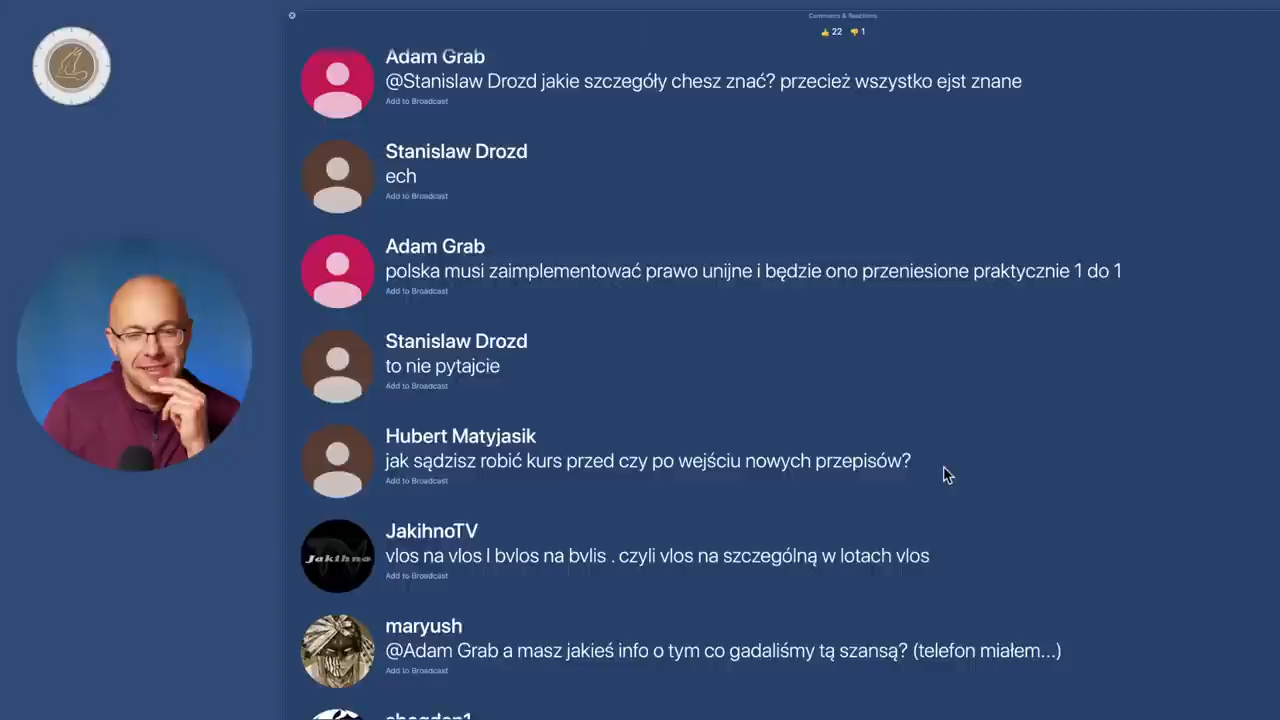 Comments & Reactions
👍 22 👎 1
Adam Grab
@Stanislaw Drozd jakie szczegóły chesz znać? przecież wszystko ejst znane
Add to Broadcast
Stanislaw Drozd
ech
Add to Broadcast
Adam Grab
polska musi zaimplementować prawo unijne i będzie ono przeniesione praktycznie 1 do 1
Add to Broadcast
Stanislaw Drozd
to nie pytajcie
Add to Broadcast
Hubert Matyjasik
jak sądzisz robić kurs przed czy po wejściu nowych przepisów?
Add to Broadcast
Jakihno
JakihnoTV
vlos na vlos I bvlos na bvlis . czyli vlos na szczególną w lotach vlos
Add to Broadcast
maryush
@Adam Grab a masz jakieś info o tym co gadaliśmy tą szansą? (telefon miałem...)
Add to Broadcast